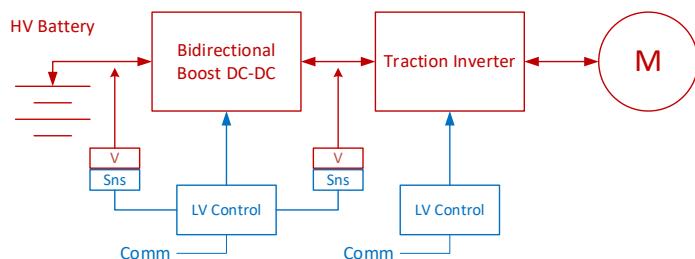 HV Battery
Bidirectional
Boost DC-DC
Traction Inverter
M
V
Sns
V
Sns
LV Control
LV Control
Comm
Comm